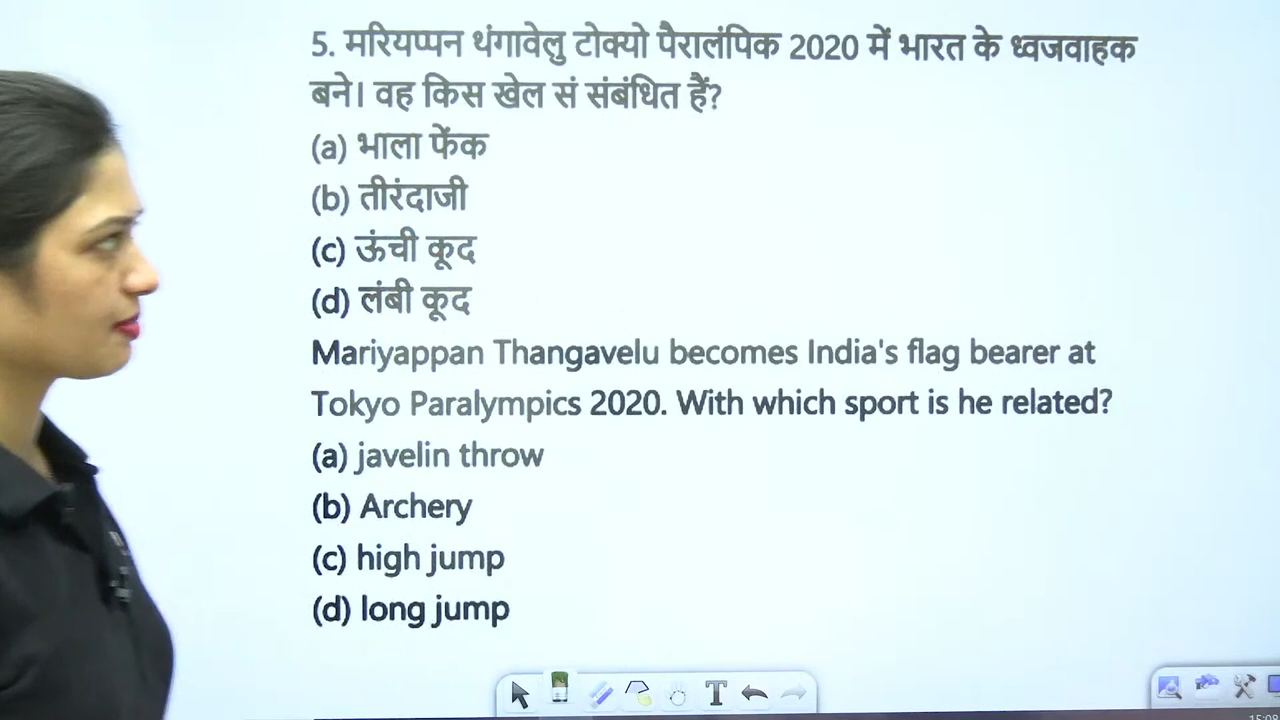 5. मरियप्पन थंगावेलु टोक्यो पैरालंपिक 2020 में भारत के ध्वजवाहक
बने। वह किस खेल सं संबंधित हैं?
(a) भाला फेंक
(b) तीरंदाजी
(c) ऊंची कूद
(d) लंबी कूद
Mariyappan Thangavelu becomes India's flag bearer at
Tokyo Paralympics 2020. With which sport is he related?
(a) javelin throw
(b) Archery
(c) high jump
(d) long jump
T